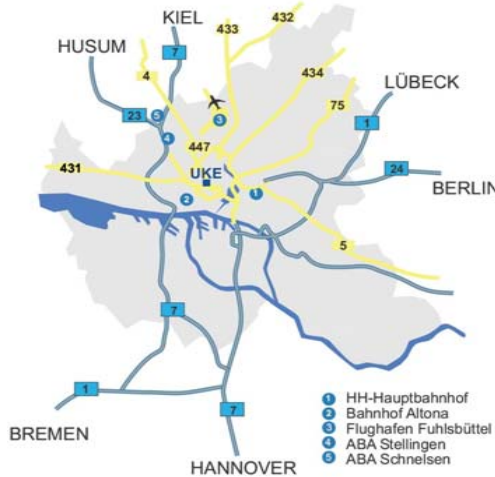 KIEL
432
433
HUSUM
7
4
434
75
LÜBECK
3
23
5
1
4
447
24
431
UKE
BERLIN
1
2
5
7
1
7
BREMEN
HANNOVER
1 HH-Hauptbahnhof
2 Bahnhof Altona
3 Flughafen Fuhlsbüttel
4 ABA Stellingen
5 ABA Schnelsen